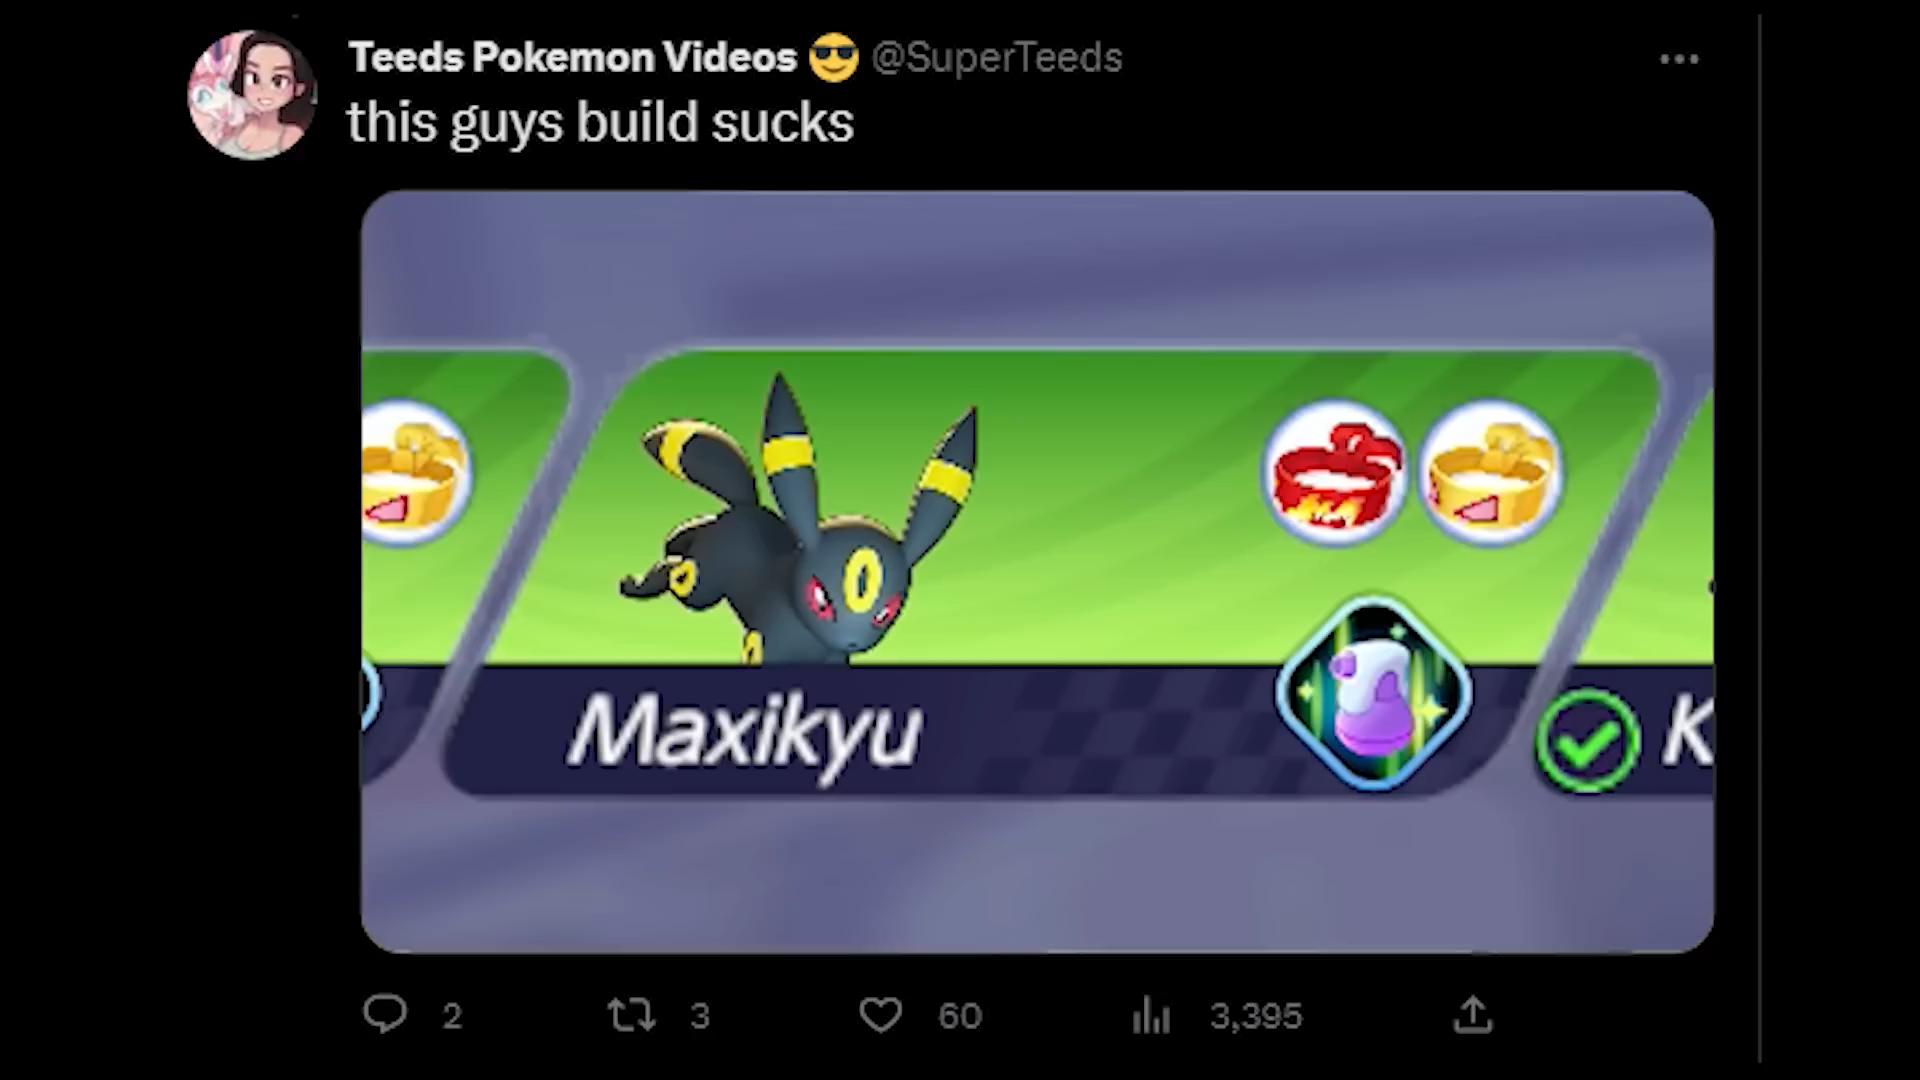 Teeds Pokemon Videos 😎 @SuperTeeds
this guys build sucks
Maxikyu
K
2 3 60 3,395